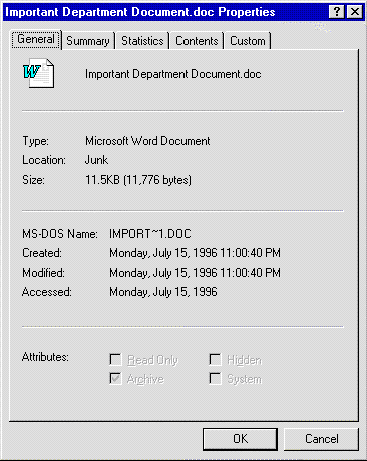 Important Department Document.doc Properties
General Summary Statistics Contents Custom
W
Important Department Document.doc
Type: Microsoft Word Document
Location: Junk
Size: 11.5KB (11,776 bytes)
MS-DOS Name: IMPORT~1.DOC
Created: Monday, July 15, 1996 11:00:40 PM
Modified: Monday, July 15, 1996 11:00:40 PM
Accessed: Monday, July 15, 1996
Attributes: Read Only Hidden
Archive System
OK Cancel